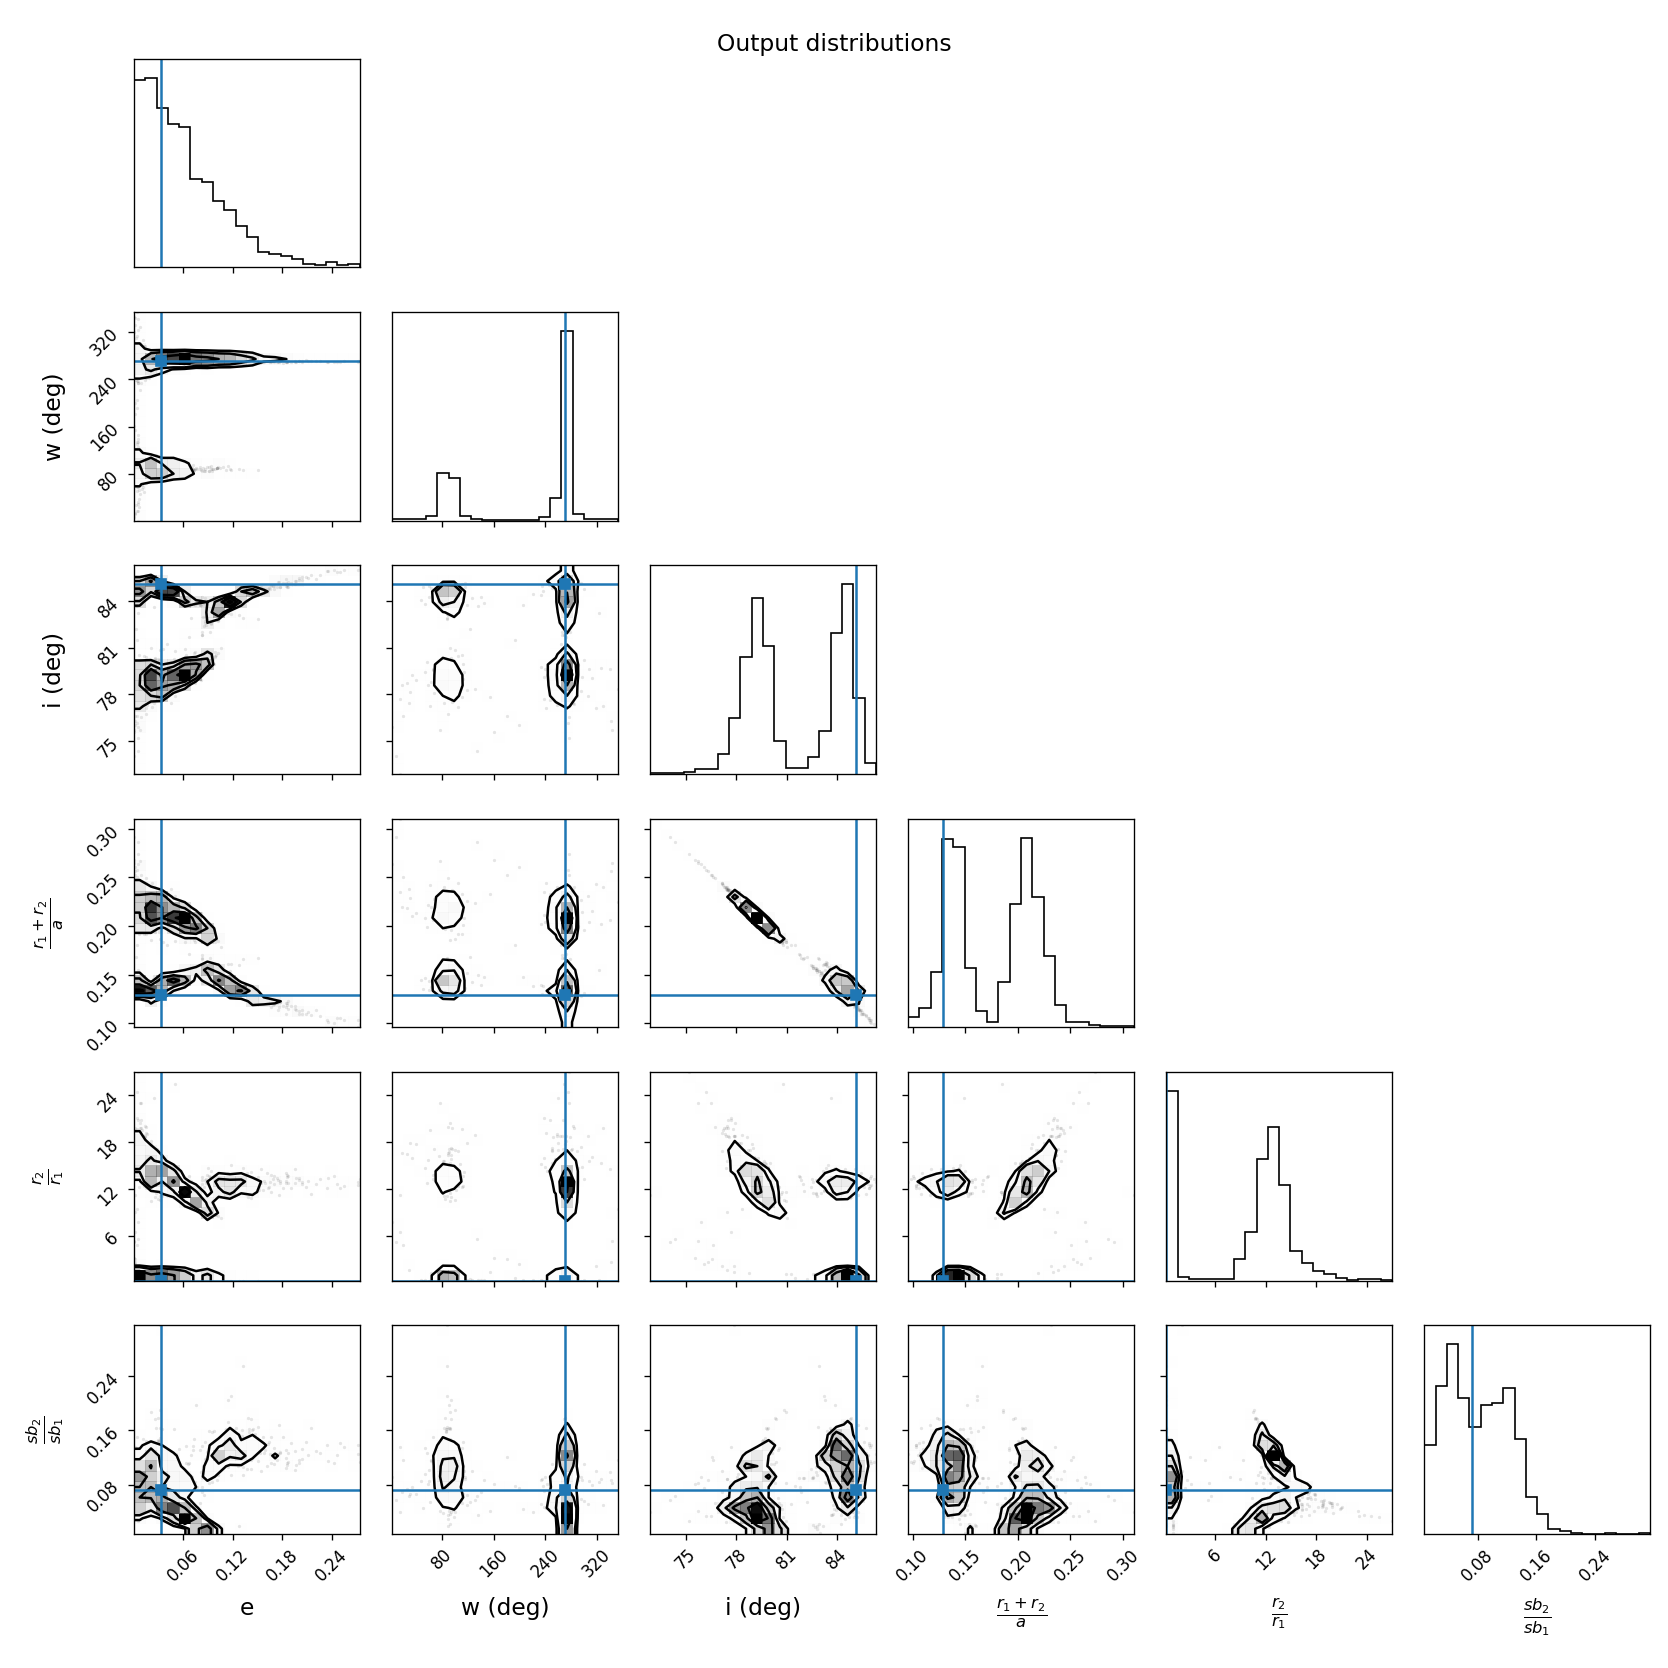 Output distributions
w (deg)
320
240
160
80
i (deg)
84
81
78
75
r₁ + r₂
a
0.30
0.25
0.20
0.15
0.10
r₂
r₁
24
18
12
6
sb₂
sb₁
0.24
0.16
0.08
0.06 0.12 0.18 0.24 80 160 240 320 75 78 81 84 0.10 0.15 0.20 0.25 0.30 6 12 18 24 0.08 0.16 0.24
e w (deg) i (deg) r₁ + r₂ r₂ sb₂
a r₁ sb₁